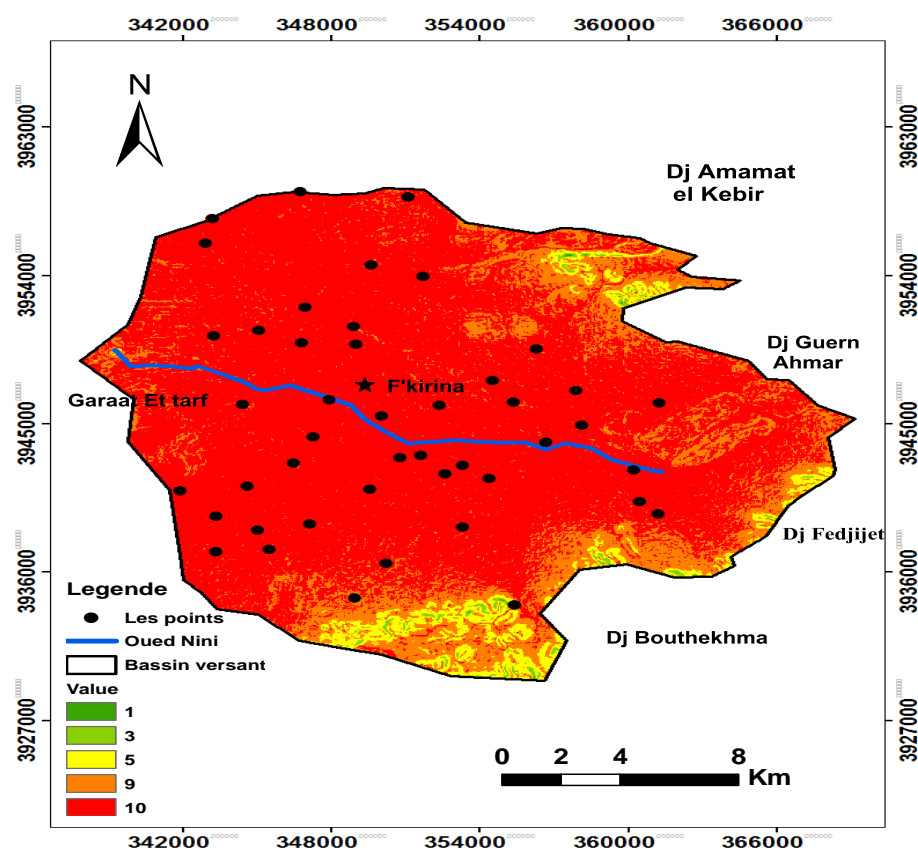 342000 348000 354000 360000 366000
N
3963000 3963000
Dj Amamat
el Kebir
3954000 3954000
Dj Guern
Ahmar
F'kirina
Garaat Et tarf
3945000 3945000
Dj Fedjijet
3936000 3936000
Legende
Les points
Oued Nini
Bassin versant
Dj Bouthekhma
Value
1
3
5
9
10
3927000 3927000
0 2 4 8
Km
342000 348000 354000 360000 366000